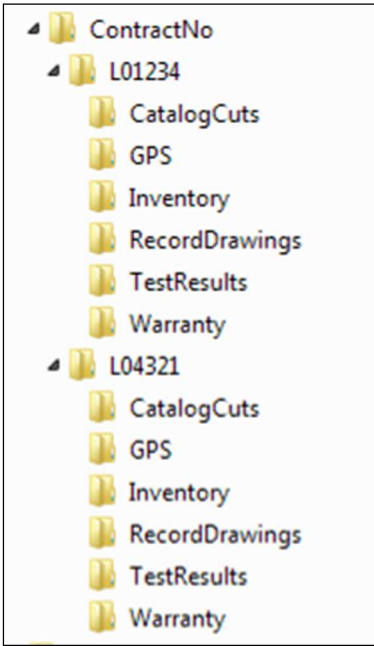 ContractNo
L01234
CatalogCuts
GPS
Inventory
RecordDrawings
TestResults
Warranty
L04321
CatalogCuts
GPS
Inventory
RecordDrawings
TestResults
Warranty